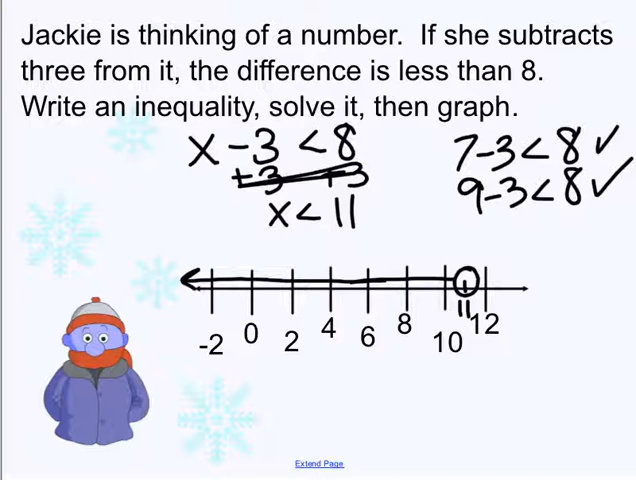 Jackie is thinking of a number. If she subtracts
three from it, the difference is less than 8.
Write an inequality, solve it, then graph.
x - 3 < 8
+3 +3
x < 11
7-3 < 8 ✓
9-3 < 8 ✓
-2 0 2 4 6 8 10 11 12
Extend Page